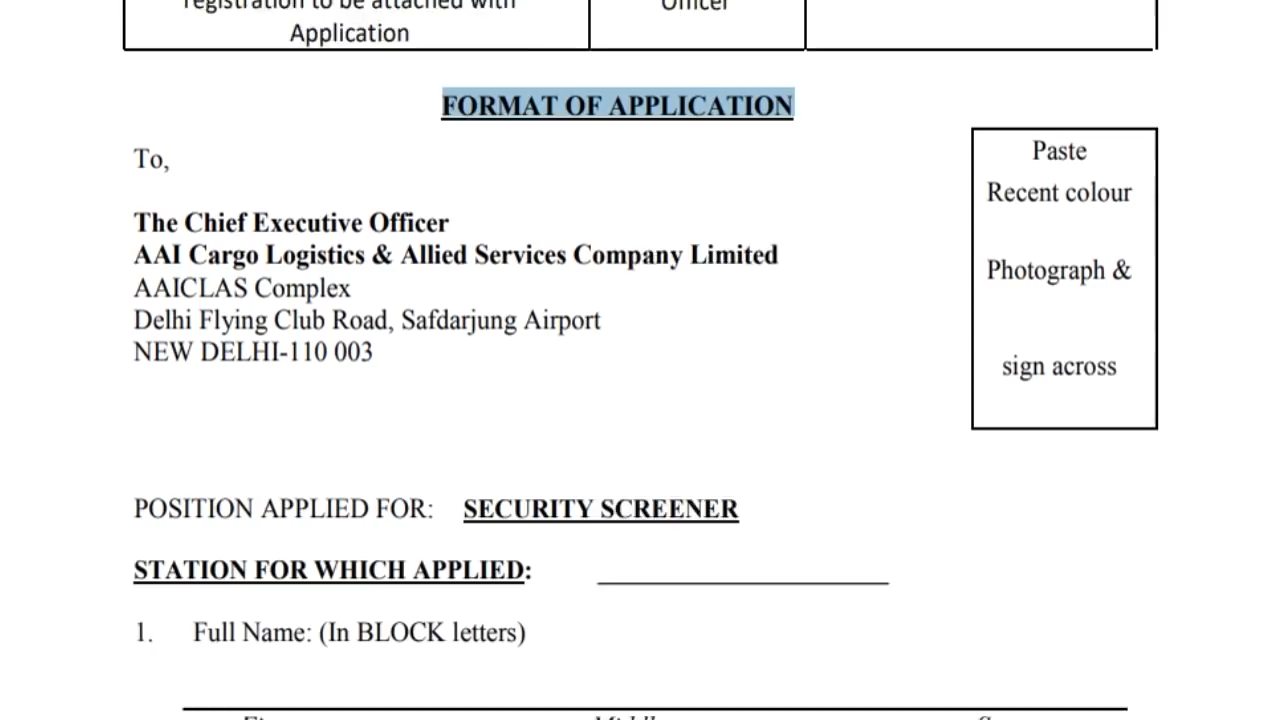 registration to be attached with
Officer
Application
FORMAT OF APPLICATION
To,
Paste
Recent colour
Photograph &
sign across
The Chief Executive Officer
AAI Cargo Logistics & Allied Services Company Limited
AAICLAS Complex
Delhi Flying Club Road, Safdarjung Airport
NEW DELHI-110 003
POSITION APPLIED FOR: SECURITY SCREENER
STATION FOR WHICH APPLIED:
1. Full Name: (In BLOCK letters)